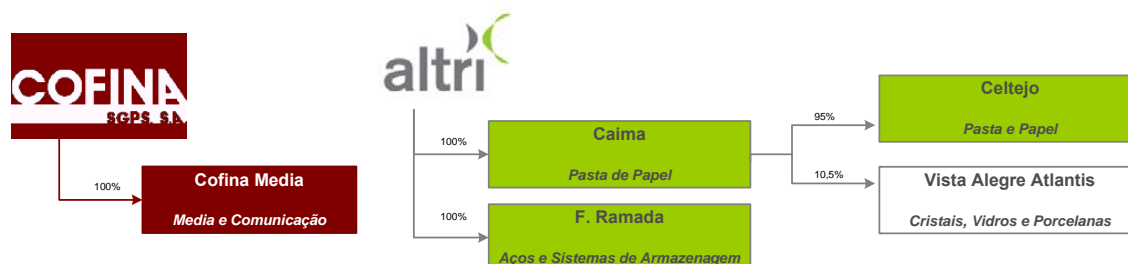 COFINA
SGPS, S.A.
100%
Cofina Media
Media e Comunicação
altri
100%
Caima
Pasta de Papel
100%
F. Ramada
Aços e Sistemas de Armazenagem
95%
Celtejo
Pasta e Papel
10,5%
Vista Alegre Atlantis
Cristais, Vidros e Porcelanas